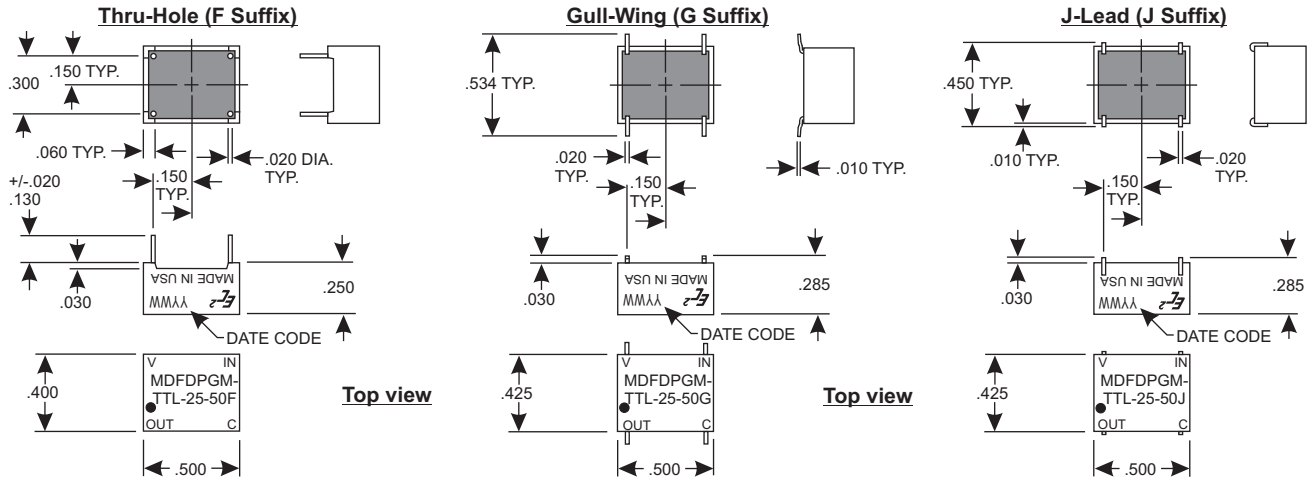 Thru-Hole (F Suffix)
.300
.150 TYP.
.060 TYP.
.020 DIA.
TYP.
.150
TYP.
+/-.020
.130
.030
MADE IN USA
YYWW
EC²
.250
DATE CODE
V IN
MDFDPGM-
TTL-25-50F
OUT C
.400
.500
Top view
Gull-Wing (G Suffix)
.534 TYP.
.020
TYP.
.150
TYP.
.010 TYP.
.030
MADE IN USA
YYWW
EC²
.285
DATE CODE
V IN
MDFDPGM-
TTL-25-50G
OUT C
.425
.500
Top view
J-Lead (J Suffix)
.450 TYP.
.010 TYP.
.020
TYP.
.150
TYP.
.030
MADE IN USA
YYWW
EC²
.285
DATE CODE
V IN
MDFDPGM-
TTL-25-50J
OUT C
.425
.500